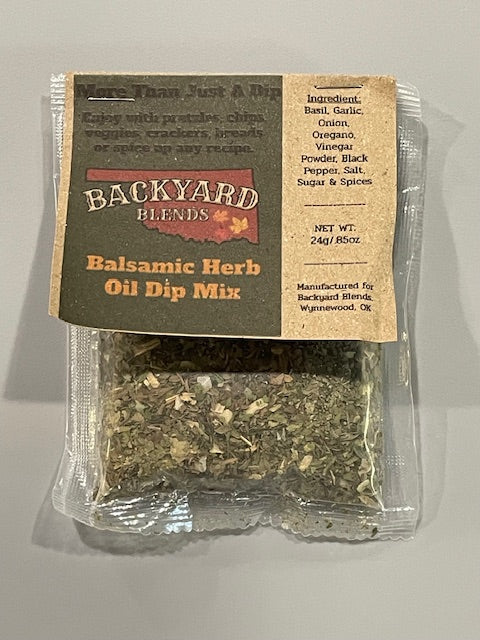 More Than Just A Dip
Enjoy with pretzles, chips,
veggies, crackers, breads
or spice up any recipe.
BACKYARD
BLENDS
Balsamic Herb
Oil Dip Mix
Ingredient:
Basil, Garlic,
Onion,
Oregano,
Vinegar
Powder, Black
Pepper, Salt,
Sugar & Spices
NET WT.
24g/.85oz
Manufactured for
Backyard Blends,
Wynnewood, OK